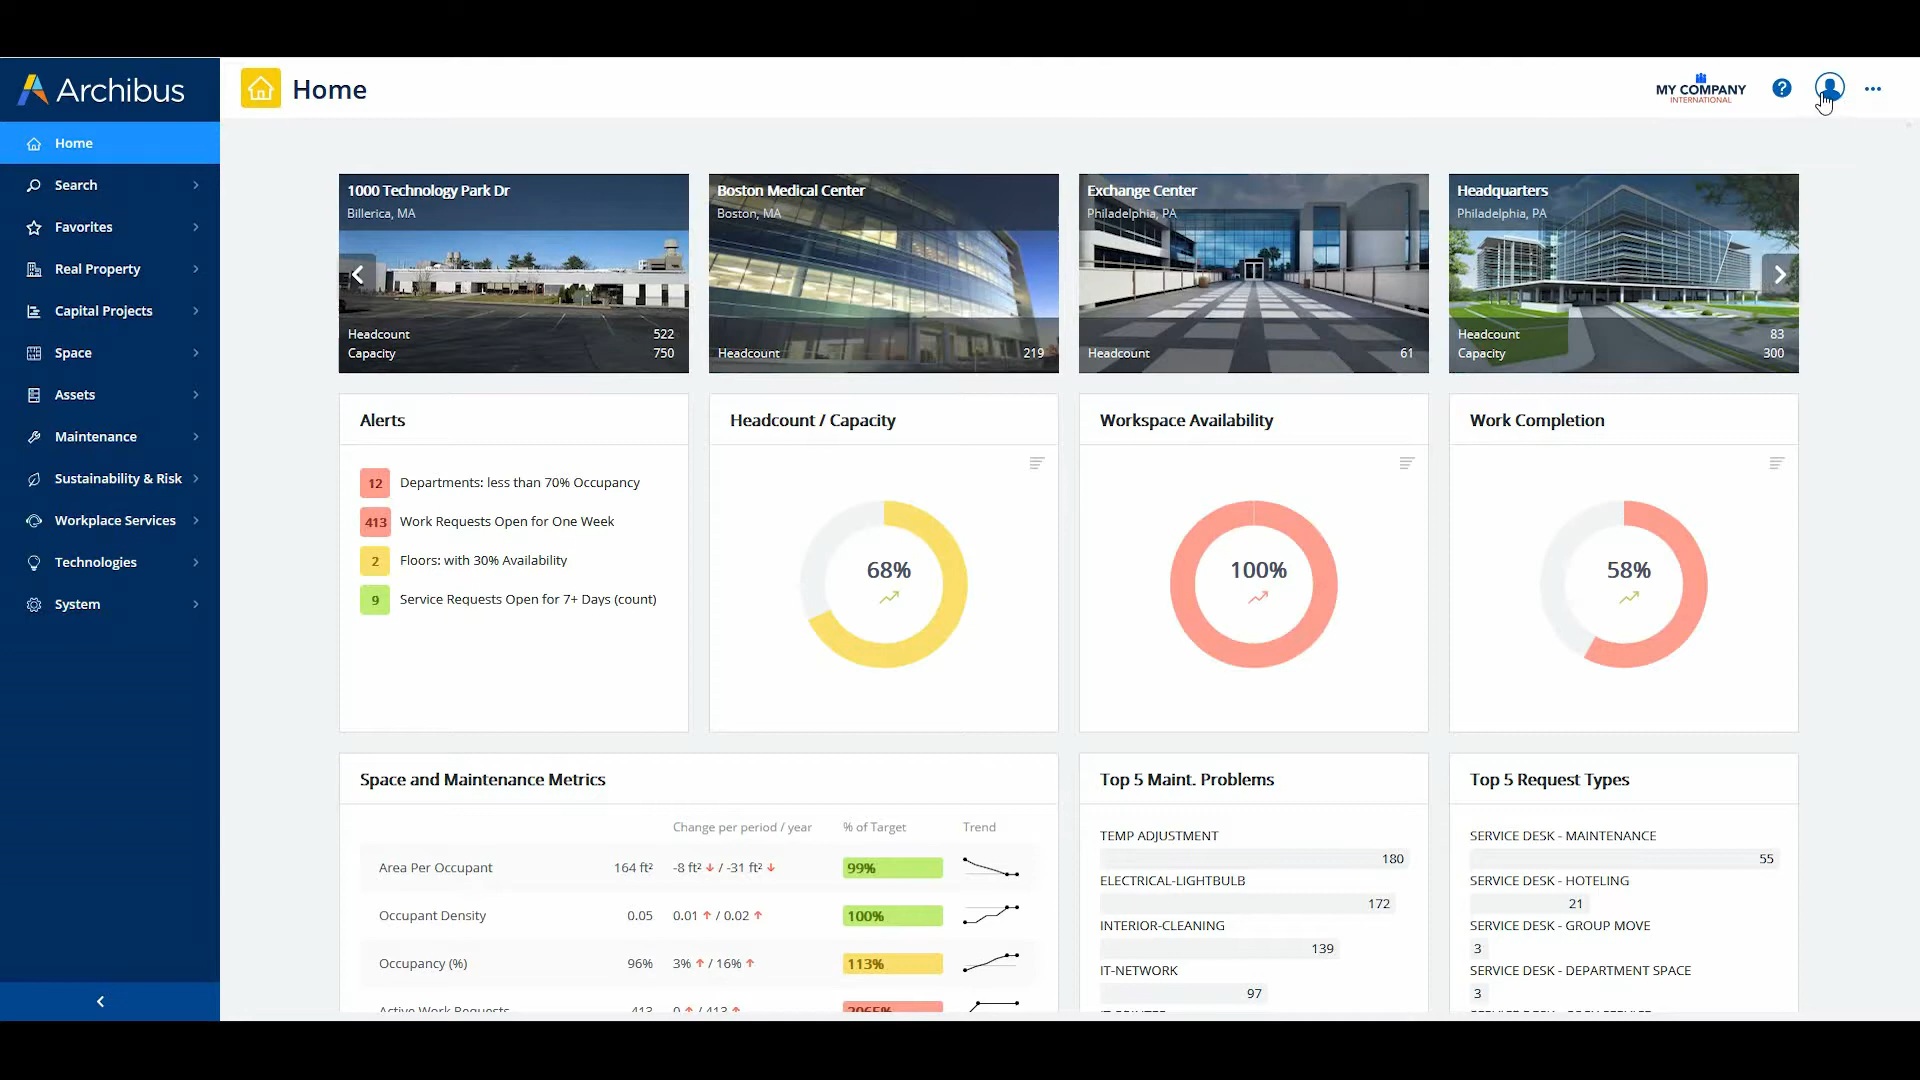 Archibus
Home
MY COMPANY
INTERNATIONAL
?
Home
Search
Favorites
Real Property
Capital Projects
Space
Assets
Maintenance
Sustainability & Risk
Workplace Services
Technologies
System
1000 Technology Park Dr
Billerica, MA
Headcount 522
Capacity 750
Boston Medical Center
Boston, MA
Headcount 219
Exchange Center
Philadelphia, PA
Headcount 61
Headquarters
Philadelphia, PA
Headcount 83
Capacity 300
Alerts
12 Departments: less than 70% Occupancy
413 Work Requests Open for One Week
2 Floors: with 30% Availability
9 Service Requests Open for 7+ Days (count)
Headcount / Capacity
68%
Workspace Availability
100%
Work Completion
58%
Space and Maintenance Metrics
Change per period / year % of Target Trend
Area Per Occupant 164 ft² -8 ft² ↓ / -31 ft² ↓ 99%
Occupant Density 0.05 0.01 ↑ / 0.02 ↑ 100%
Occupancy (%) 96% 3% ↑ / 16% ↑ 113%
Active Work Requests 413 0 ↑ / 413 ↑ 2065%
Top 5 Maint. Problems
TEMP ADJUSTMENT
180
ELECTRICAL-LIGHTBULB
172
INTERIOR-CLEANING
139
IT-NETWORK
97
Top 5 Request Types
SERVICE DESK - MAINTENANCE
55
SERVICE DESK - HOTELING
21
SERVICE DESK - GROUP MOVE
3
SERVICE DESK - DEPARTMENT SPACE
3